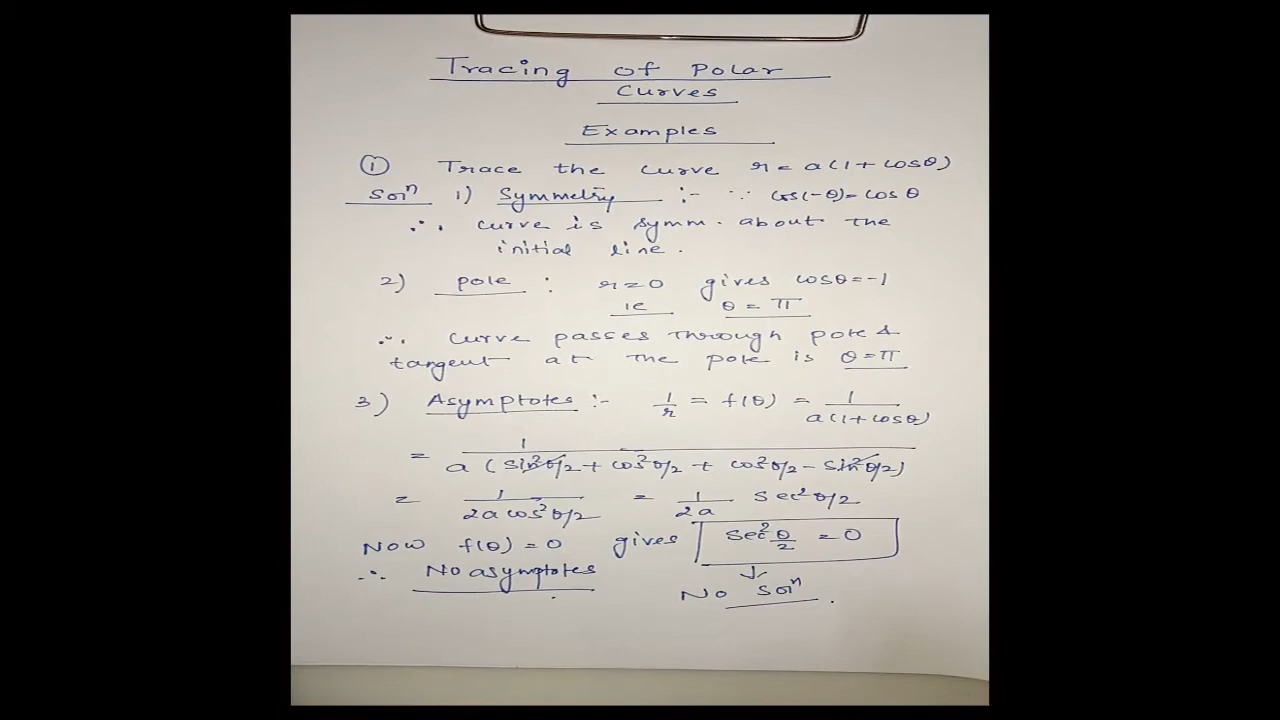 Tracing of Polar
Curves
Examples
① Trace the curve r = a(1 + cosθ)
Solⁿ 1) Symmetry :- ∵ cos(-θ) = cos θ
∴ curve is symm. about the
initial line.
2) pole : r = 0 gives cosθ = -1
ie θ = π
∴ curve passes through pole &
tangent at the pole is θ = π
3) Asymptotes :- 1/r = f(θ) = 1/a(1 + cosθ)
= 1/a(sin²θ/2 + cos²θ/2 + cos²θ/2 - sin²θ/2)
= 1/2a cos²θ/2 = 1/2a sec²θ/2
Now f(θ) = 0 gives sec²θ/2 = 0
∴ No asymptotes ↓
No Solⁿ.